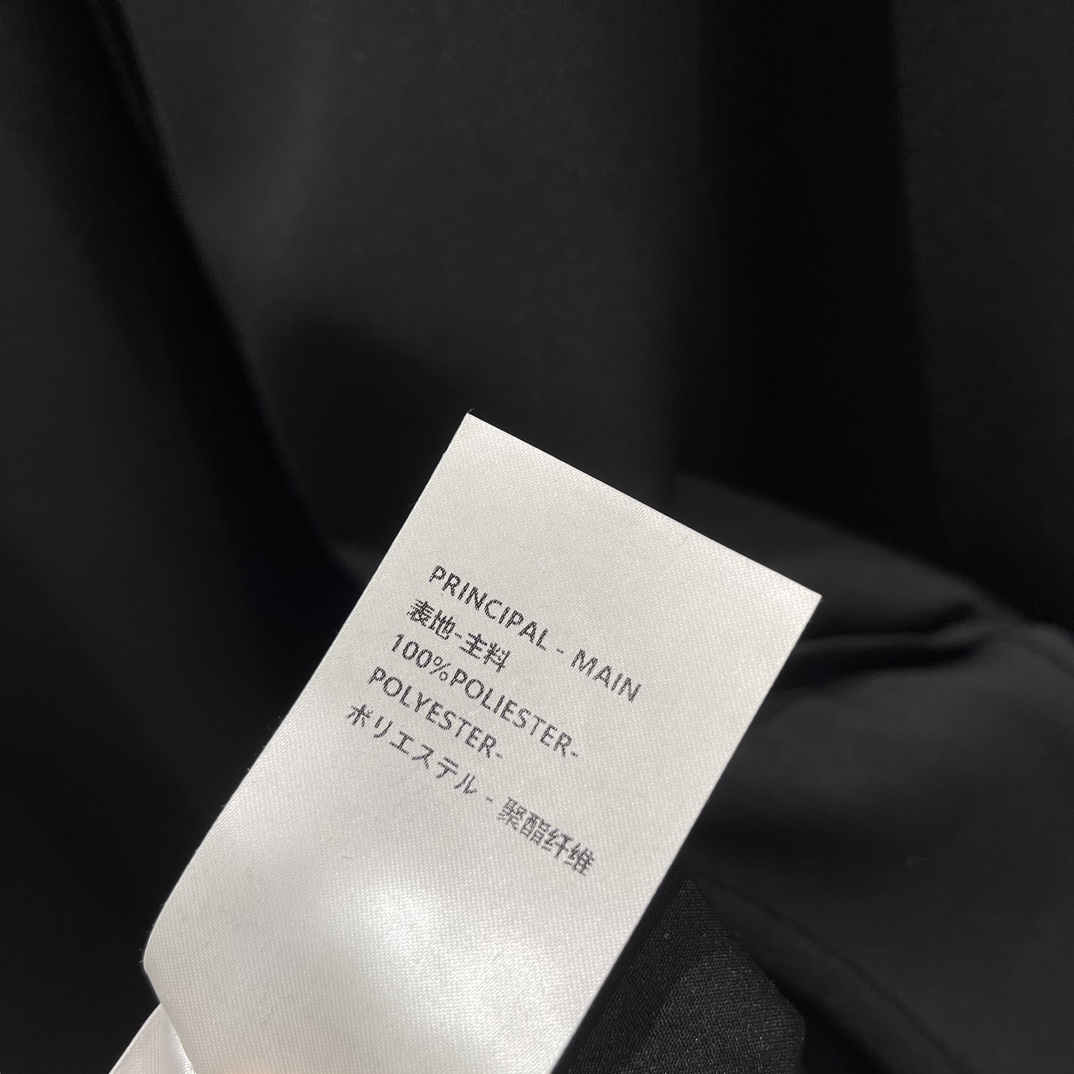 PRINCIPAL - MAIN
表地-主料
100%POLIESTER-
POLYESTER-
ポリエステル - 聚酯纤维